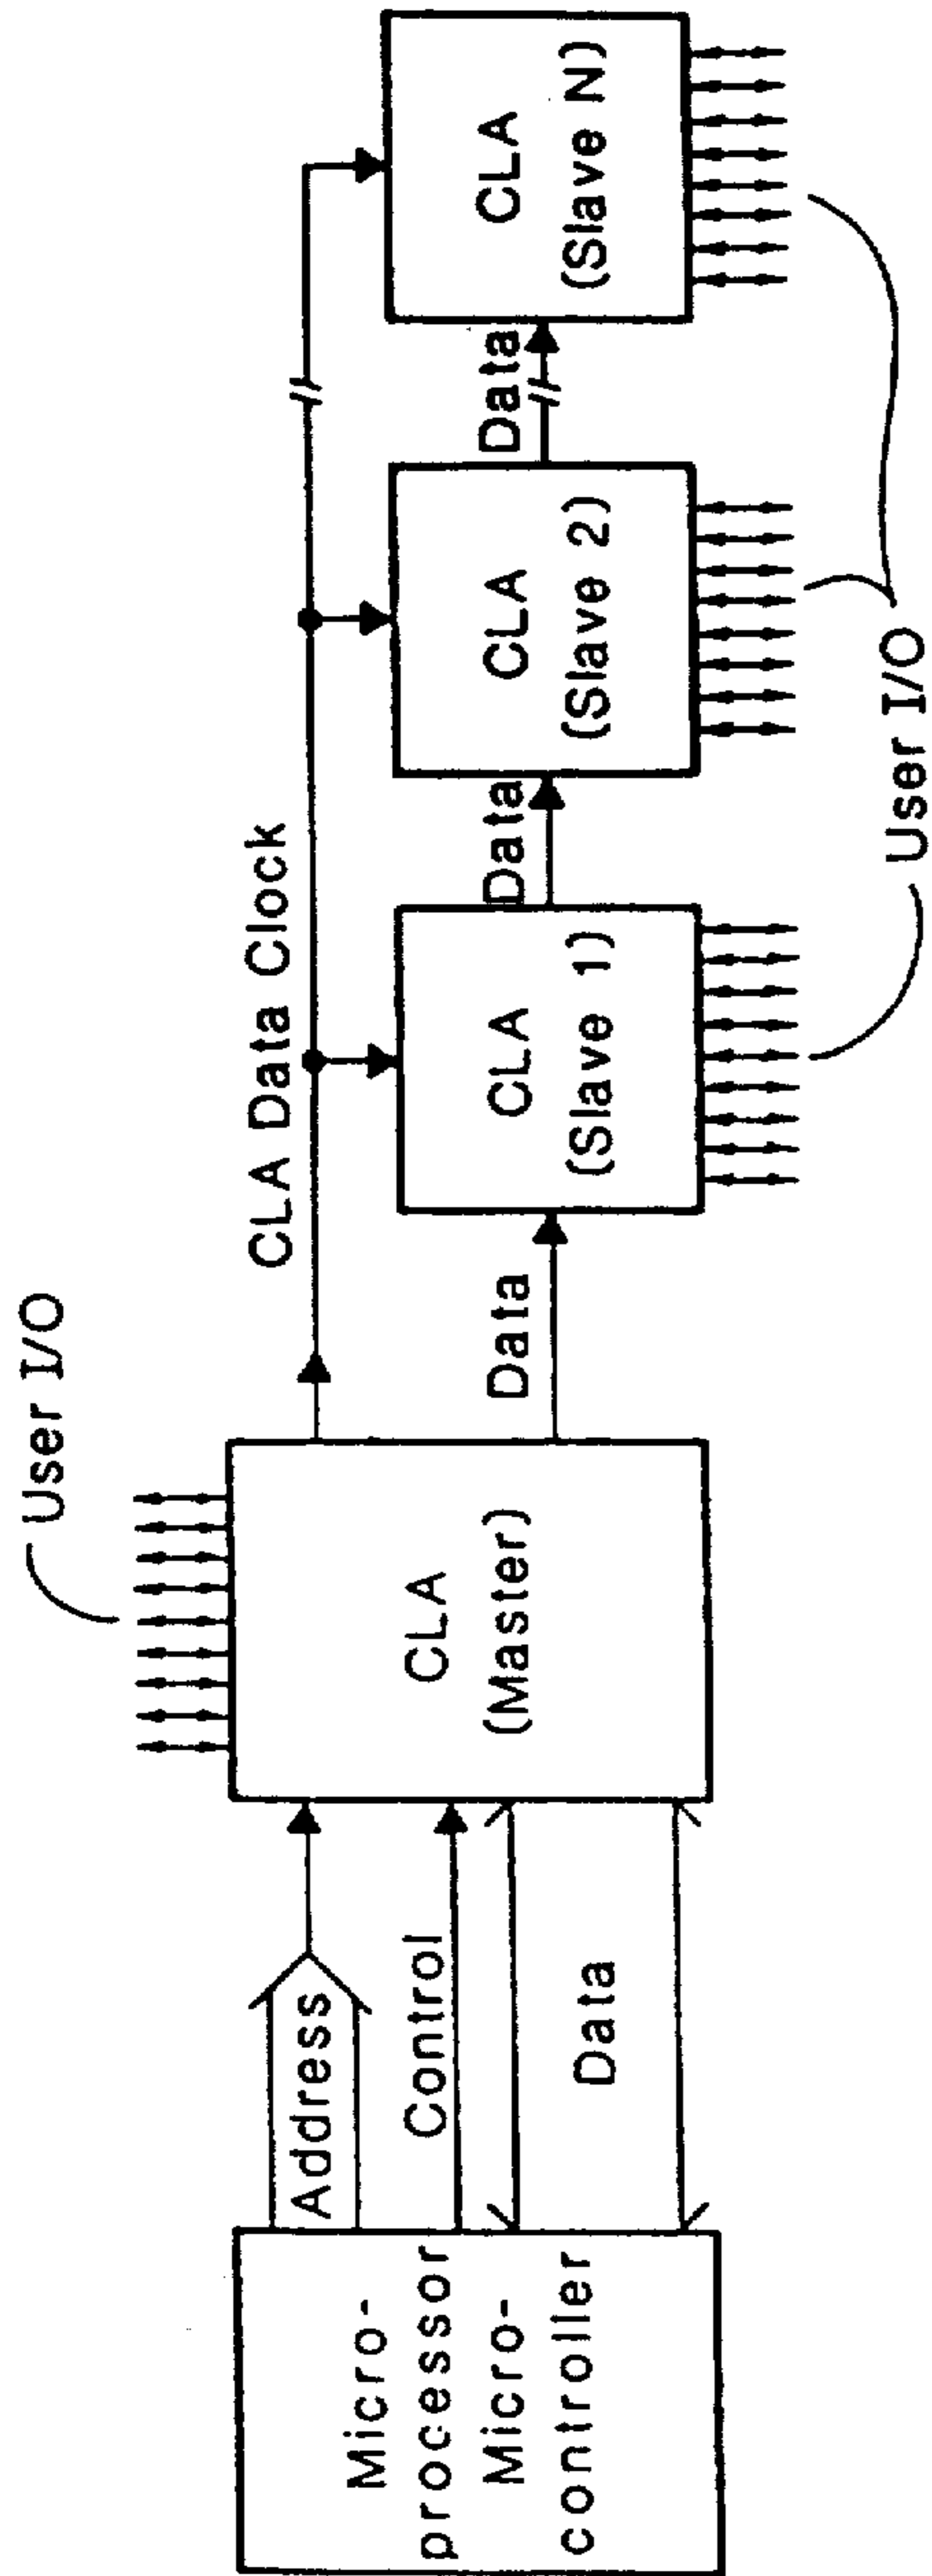 Micro-
processor
Micro-
controller
Address
Control
Data
User I/O
CLA
(Master)
CLA Data Clock
Data
CLA
(Slave 1)
Data
CLA
(Slave 2)
Data
CLA
(Slave N)
User I/O